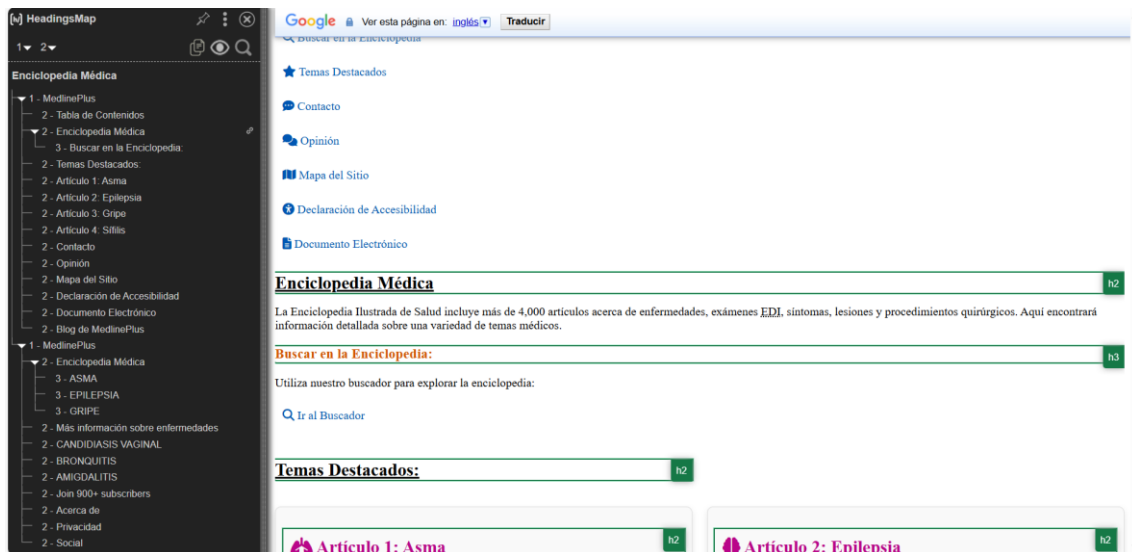 HeadingsMap
1 2
Enciclopedia Médica
1 - MedlinePlus
2 - Tabla de Contenidos
2 - Enciclopedia Médica
3 - Buscar en la Enciclopedia:
2 - Temas Destacados:
2 - Artículo 1: Asma
2 - Artículo 2: Epilepsia
2 - Artículo 3: Gripe
2 - Artículo 4: Sífilis
2 - Contacto
2 - Opinión
2 - Mapa del Sitio
2 - Declaración de Accesibilidad
2 - Documento Electrónico
2 - Blog de MedlinePlus
1 - MedlinePlus
2 - Enciclopedia Médica
3 - ASMA
3 - EPILEPSIA
3 - GRIPE
2 - Más información sobre enfermedades
2 - CANDIDIASIS VAGINAL
2 - BRONQUITIS
2 - AMIGDALITIS
2 - Join 900+ subscribers
2 - Acerca de
2 - Privacidad
2 - Social
Google Ver esta página en: inglés Traducir
Buscar en la Enciclopedia
Temas Destacados
Contacto
Opinión
Mapa del Sitio
Declaración de Accesibilidad
Documento Electrónico
Enciclopedia Médica h2
La Enciclopedia Ilustrada de Salud incluye más de 4,000 artículos acerca de enfermedades, exámenes EDI, síntomas, lesiones y procedimientos quirúrgicos. Aquí encontrará
información detallada sobre una variedad de temas médicos.
Buscar en la Enciclopedia: h3
Utiliza nuestro buscador para explorar la enciclopedia:
Ir al Buscador
Temas Destacados: h2
Artículo 1: Asma h2
Artículo 2: Epilepsia h2